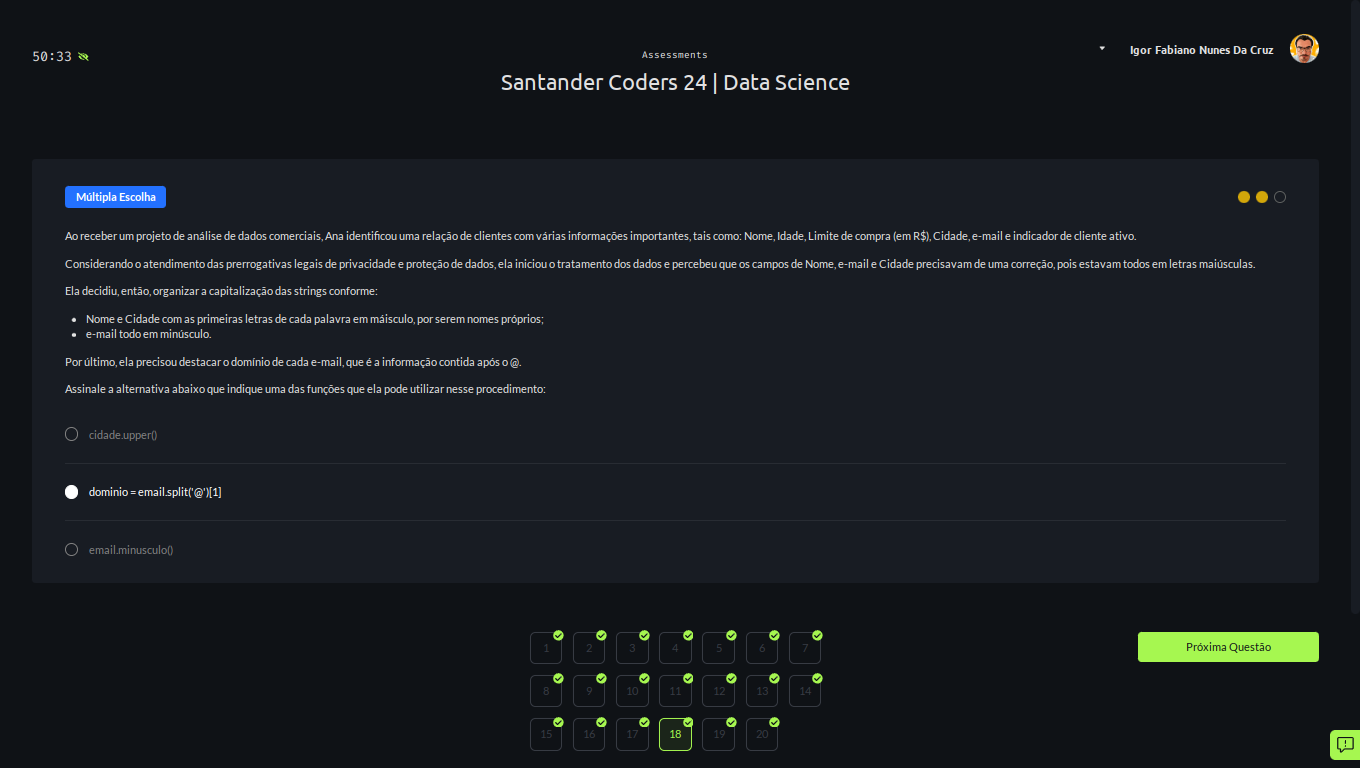 50:33
Assessments
Santander Coders 24 | Data Science
Igor Fabiano Nunes Da Cruz
Múltipla Escolha
Ao receber um projeto de análise de dados comerciais, Ana identificou uma relação de clientes com várias informações importantes, tais como: Nome, Idade, Limite de compra (em R$), Cidade, e-mail e indicador de cliente ativo.
Considerando o atendimento das prerrogativas legais de privacidade e proteção de dados, ela iniciou o tratamento dos dados e percebeu que os campos de Nome, e-mail e Cidade precisavam de uma correção, pois estavam todos em letras maiúsculas.
Ela decidiu, então, organizar a capitalização das strings conforme:
• Nome e Cidade com as primeiras letras de cada palavra em máisculo, por serem nomes próprios;
• e-mail todo em minúsculo.
Por último, ela precisou destacar o domínio de cada e-mail, que é a informação contida após o @.
Assinale a alternativa abaixo que indique uma das funções que ela pode utilizar nesse procedimento:
cidade.upper()
dominio = email.split('@')[1]
email.minusculo()
1 2 3 4 5 6 7
8 9 10 11 12 13 14
15 16 17 18 19 20
Próxima Questão